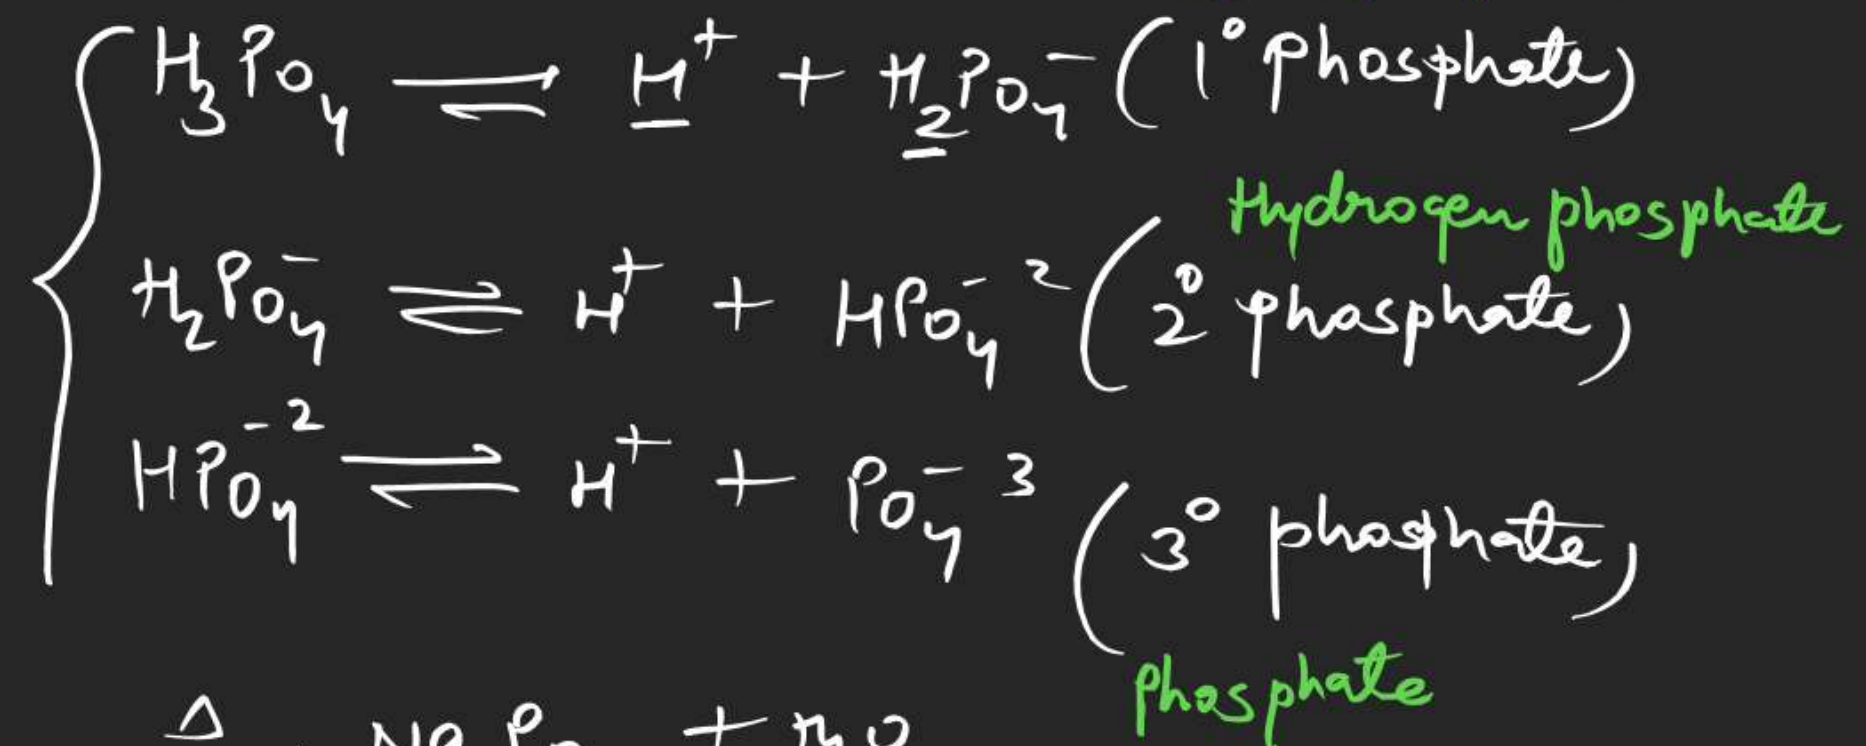 H₃PO₄ ⇌ H⁺ + H₂PO₄⁻ (1° phosphate)
Hydrogen phosphate
H₂PO₄⁻ ⇌ H⁺ + HPO₄⁻² (2° phosphate)
HPO₄⁻² ⇌ H⁺ + PO₄⁻³ (3° phosphate)
phosphate
Δ +